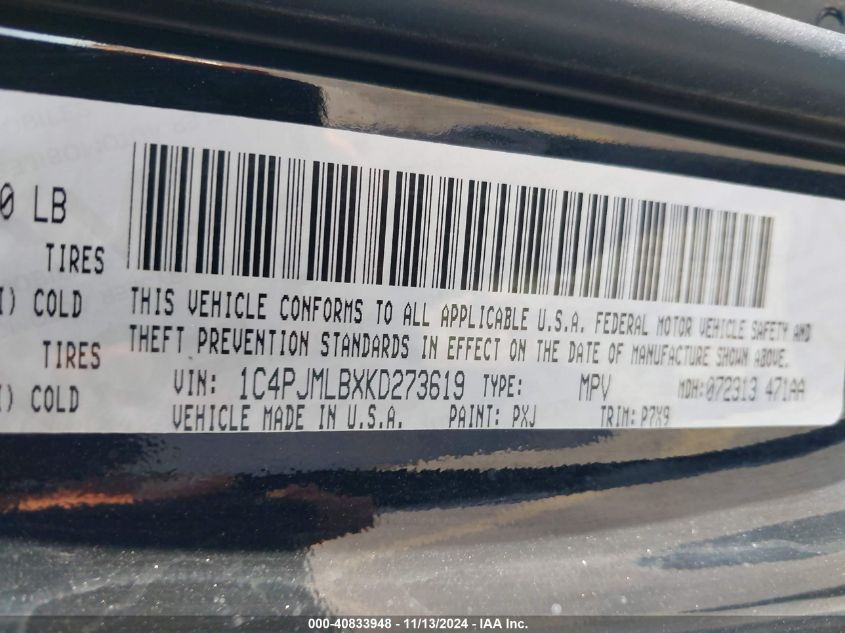 0 LB
TIRES
I) COLD
TIRES
I) COLD
THIS VEHICLE CONFORMS TO ALL APPLICABLE U.S.A. FEDERAL MOTOR VEHICLE SAFETY AND
THEFT PREVENTION STANDARDS IN EFFECT ON THE DATE OF MANUFACTURE SHOWN ABOVE.
VIN: 1C4PJMLBXKD273619 TYPE: MPV MDH:072313 471AA
VEHICLE MADE IN U.S.A. PAINT: PXJ TRIM: P7X9
000-40833948 - 11/13/2024 - IAA Inc.